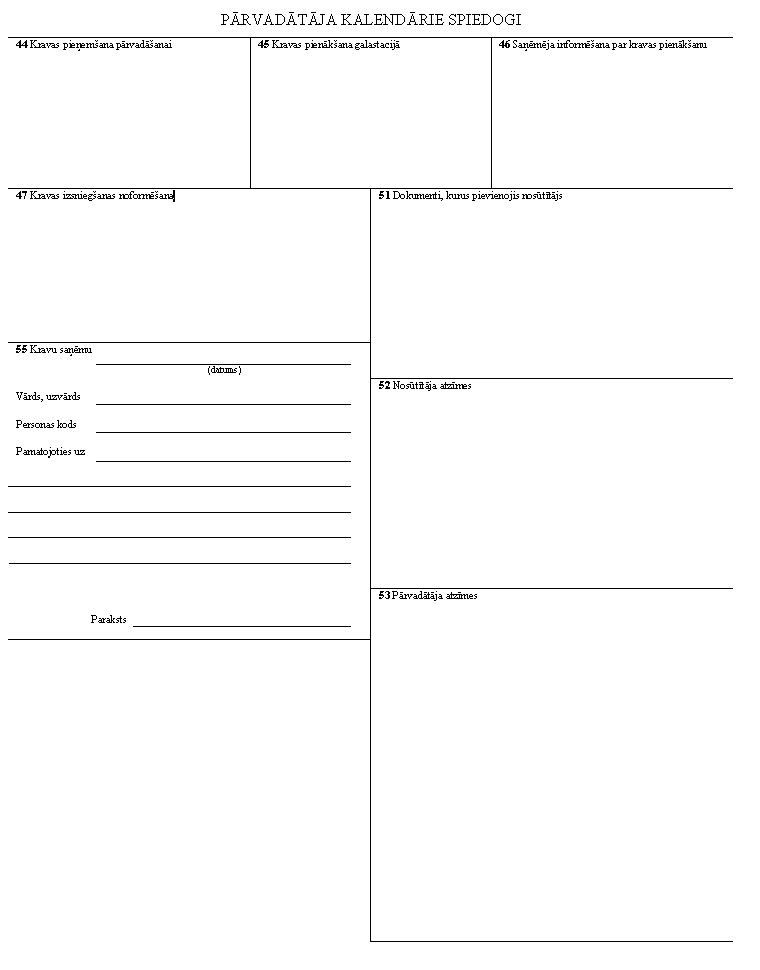 PĀRVADĀTĀJA KALENDĀRIE SPIEDOGI
44 Kravas pieņemšana pārvadāšanai
45 Kravas pienākšana galastacijā
46 Saņēmēja informēšana par kravas pienākšanu
47 Kravas izsniegšanas noformēšana
51 Dokumenti, kurus pievienojis nosūtītājs
55 Kravu saņēmu
(datums)
Vārds, uzvārds
Personas kods
Pamatojoties uz
Paraksts
52 Nosūtītāja atzīmes
53 Pārvadātāja atzīmes